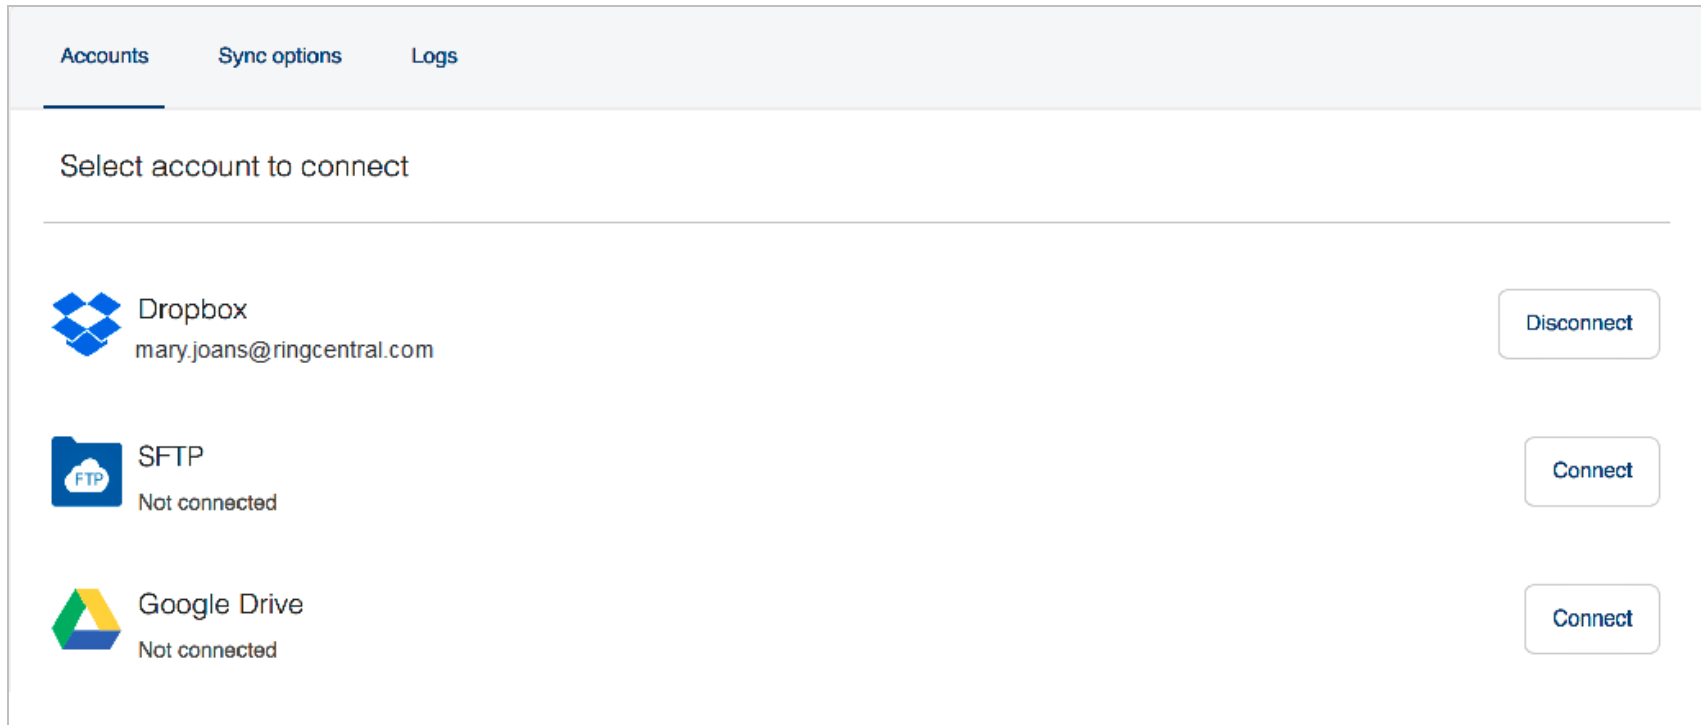 Accounts Sync options Logs
Select account to connect
Dropbox
mary.joans@ringcentral.com
Disconnect
SFTP
FTP
Not connected
Connect
Google Drive
Not connected
Connect